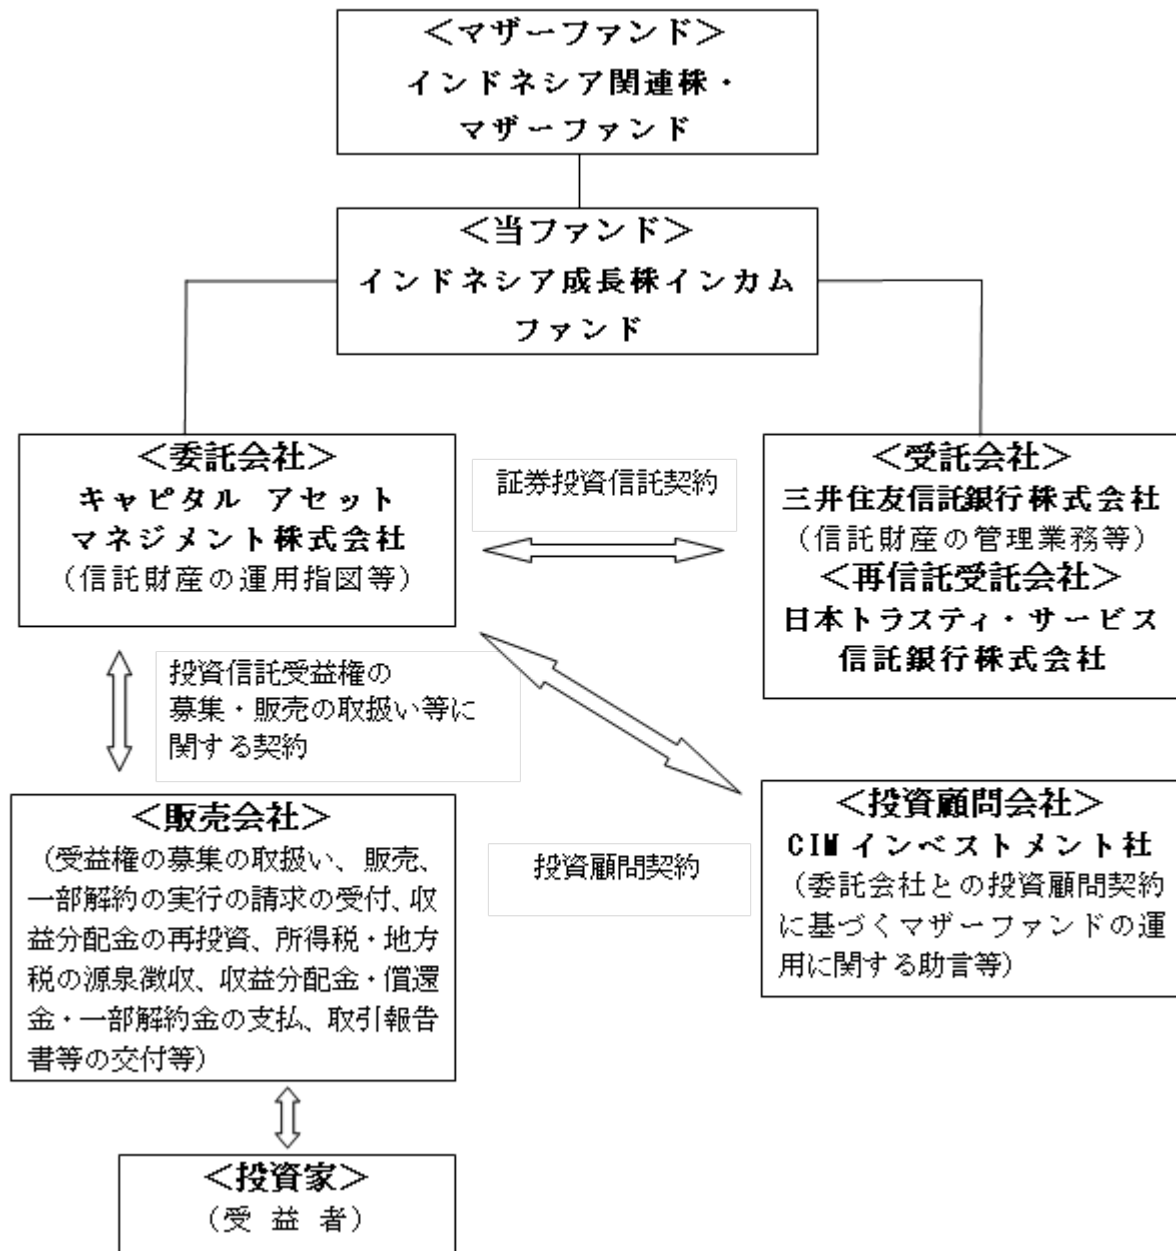 ＜マザーファンド＞
インドネシア関連株・
マザーファンド
＜当ファンド＞
インドネシア成長株インカム
ファンド
＜委託会社＞
キャピタル アセット
マネジメント株式会社
（信託財産の運用指図等）
証券投資信託契約
＜受託会社＞
三井住友信託銀行株式会社
（信託財産の管理業務等）
＜再信託受託会社＞
日本トラスティ・サービス
信託銀行株式会社
投資信託受益権の
募集・販売の取扱い等に
関する契約
＜販売会社＞
（受益権の募集の取扱い、販売、
一部解約の実行の請求の受付、収
益分配金の再投資、所得税・地方
税の源泉徴収、収益分配金・償還
金・一部解約金の支払、取引報告
書等の交付等）
投資顧問契約
＜投資顧問会社＞
CIMインベストメント社
（委託会社との投資顧問契約
に基づくマザーファンドの運
用に関する助言等）
＜投資家＞
（受 益 者）